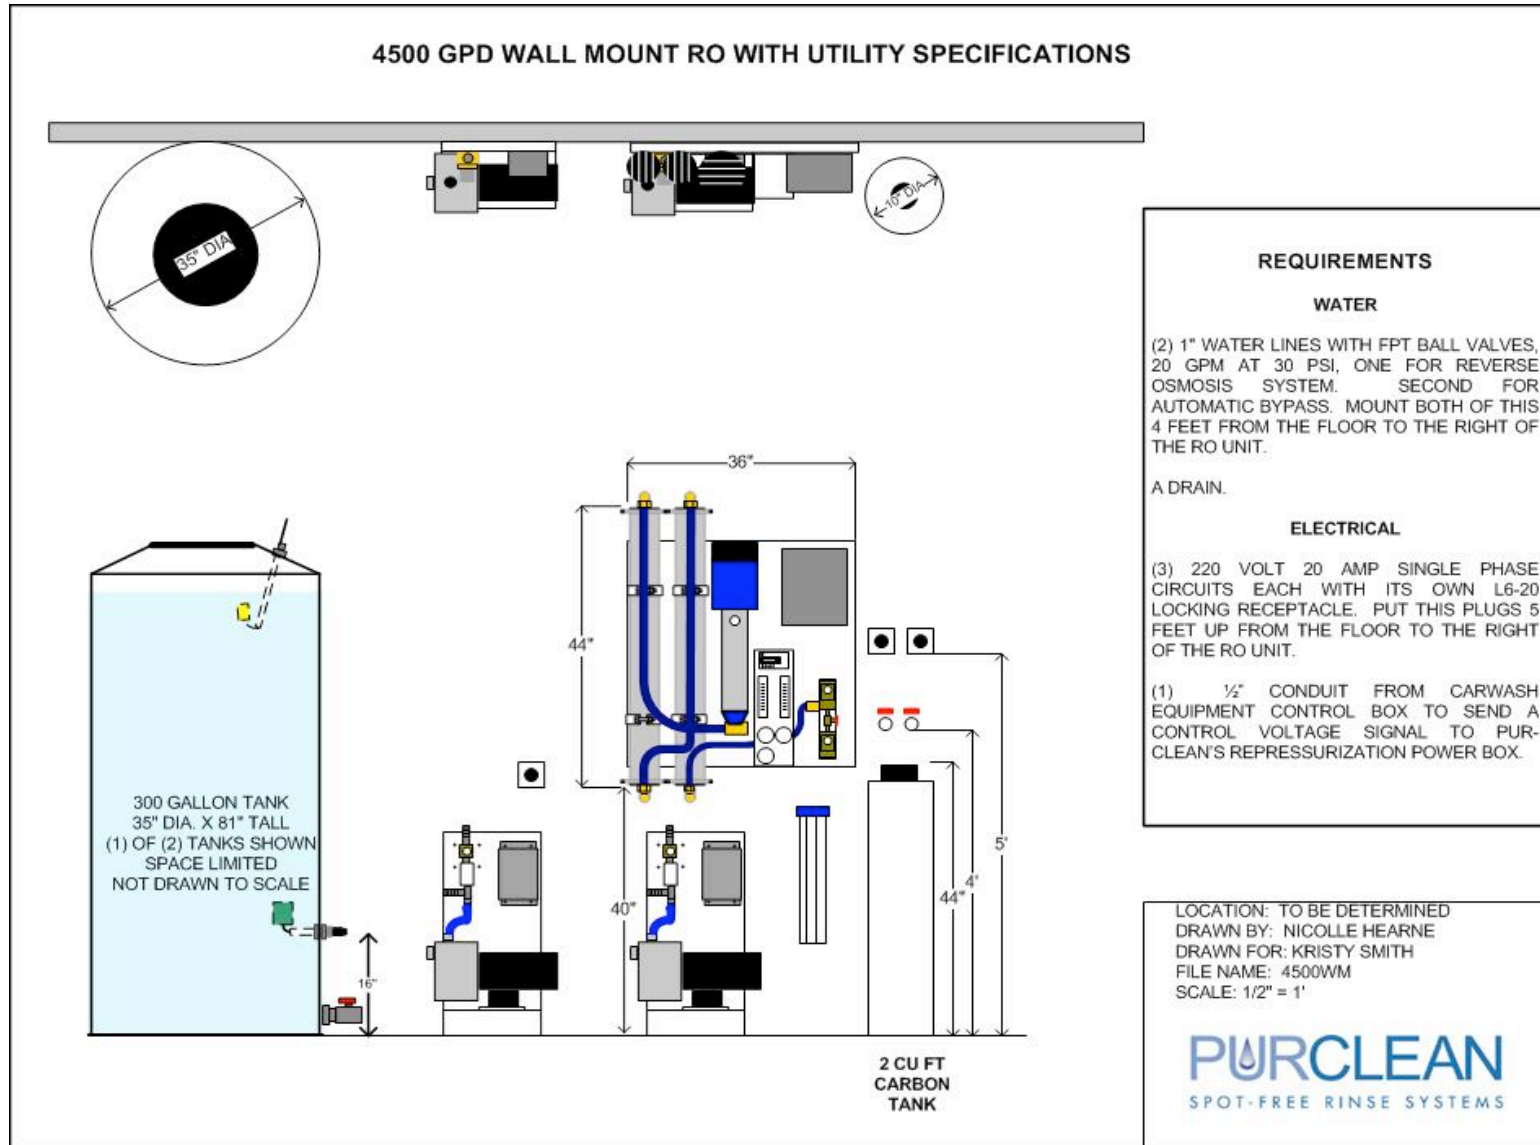 4500 GPD WALL MOUNT RO WITH UTILITY SPECIFICATIONS
35" DIA
10" DIA
REQUIREMENTS
WATER
(2) 1" WATER LINES WITH FPT BALL VALVES,
20 GPM AT 30 PSI, ONE FOR REVERSE
OSMOSIS SYSTEM. SECOND FOR
AUTOMATIC BYPASS. MOUNT BOTH OF THIS
4 FEET FROM THE FLOOR TO THE RIGHT OF
THE RO UNIT.
A DRAIN.
ELECTRICAL
(3) 220 VOLT 20 AMP SINGLE PHASE
CIRCUITS EACH WITH ITS OWN L6-20
LOCKING RECEPTACLE. PUT THIS PLUGS 5
FEET UP FROM THE FLOOR TO THE RIGHT
OF THE RO UNIT.
(1) ½" CONDUIT FROM CARWASH
EQUIPMENT CONTROL BOX TO SEND A
CONTROL VOLTAGE SIGNAL TO PUR-
CLEAN'S REPRESSURIZATION POWER BOX.
36"
44"
300 GALLON TANK
35" DIA. X 81" TALL
(1) OF (2) TANKS SHOWN
SPACE LIMITED
NOT DRAWN TO SCALE
16"
40"
44"
4'
5'
2 CU FT
CARBON
TANK
LOCATION: TO BE DETERMINED
DRAWN BY: NICOLLE HEARNE
DRAWN FOR: KRISTY SMITH
FILE NAME: 4500WM
SCALE: 1/2" = 1'
PURCLEAN
SPOT-FREE RINSE SYSTEMS